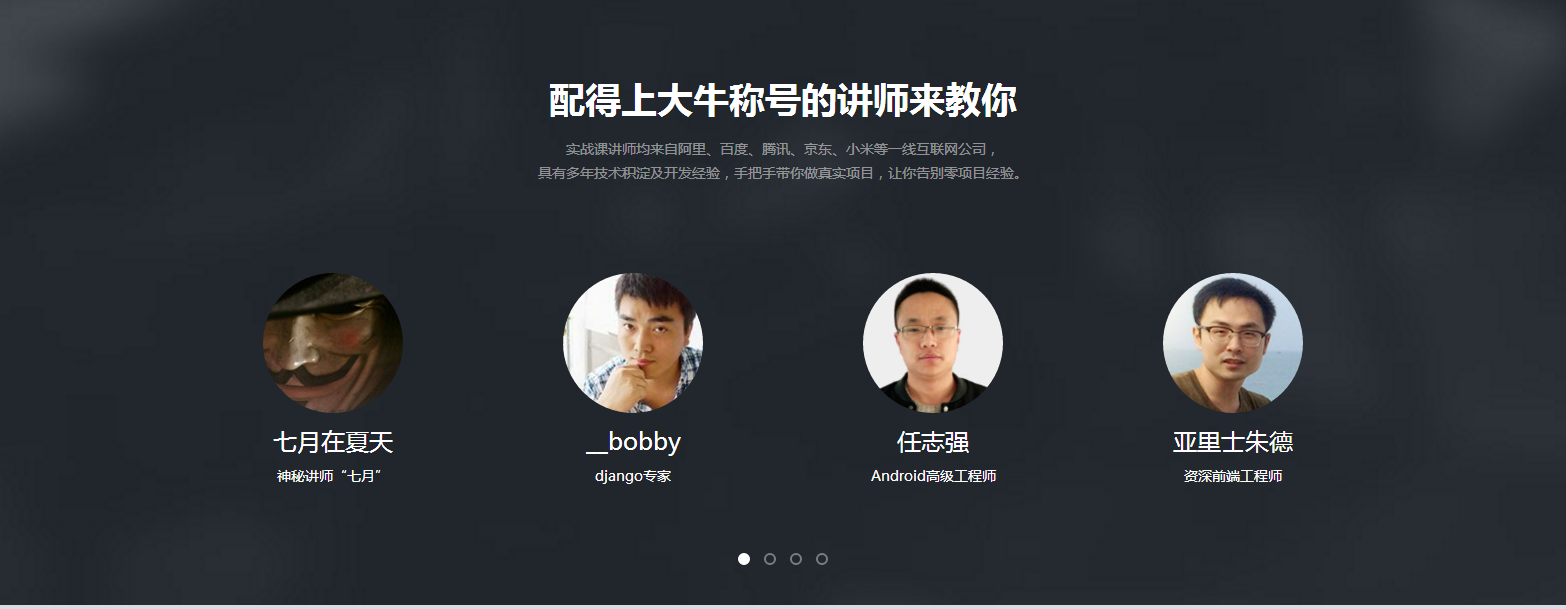 配得上大牛称号的讲师来教你
实战课讲师均来自阿里、百度、腾讯、京东、小米等一线互联网公司，
具有多年技术积淀及开发经验，手把手带你做真实项目，让你告别零项目经验。
七月在夏天
神秘讲师“七月”
__bobby
django专家
任志强
Android高级工程师
亚里士朱德
资深前端工程师